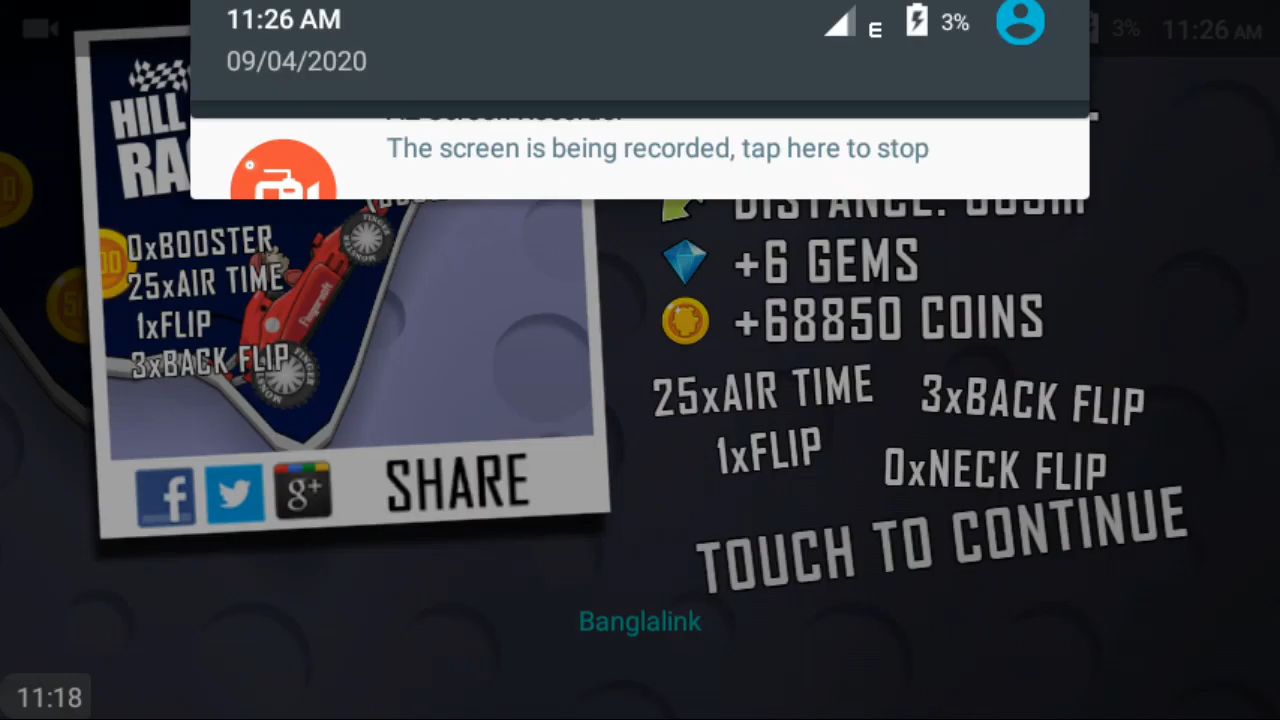 11:26 AM
E
3%
09/04/2020
3%
11:26 AM
The screen is being recorded, tap here to stop
HILL
0xBOOSTER
25xAIR TIME
1xFLIP
3xBACK FLIP
Fingersoft
SHARE
f
g+
+6 GEMS
+68850 COINS
25xAIR TIME
3xBACK FLIP
1xFLIP
0xNECK FLIP
TOUCH TO CONTINUE
Banglalink
11:18